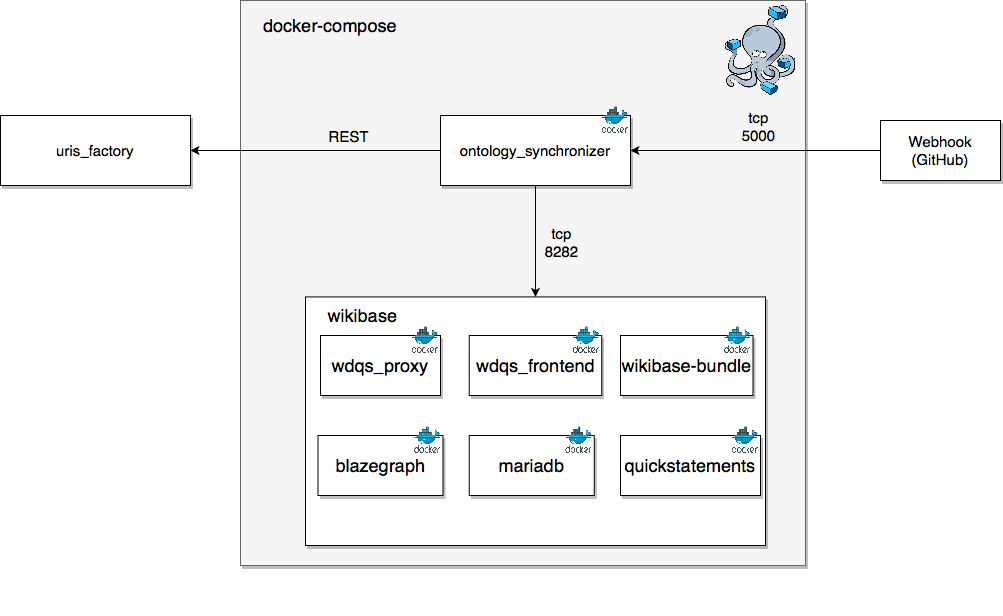 docker-compose
tcp
5000
Webhook
(GitHub)
REST
uris_factory
docker
ontology_synchronizer
tcp
8282
wikibase
docker
wdqs_proxy
docker
wdqs_frontend
docker
wikibase-bundle
docker
blazegraph
docker
mariadb
docker
quickstatements